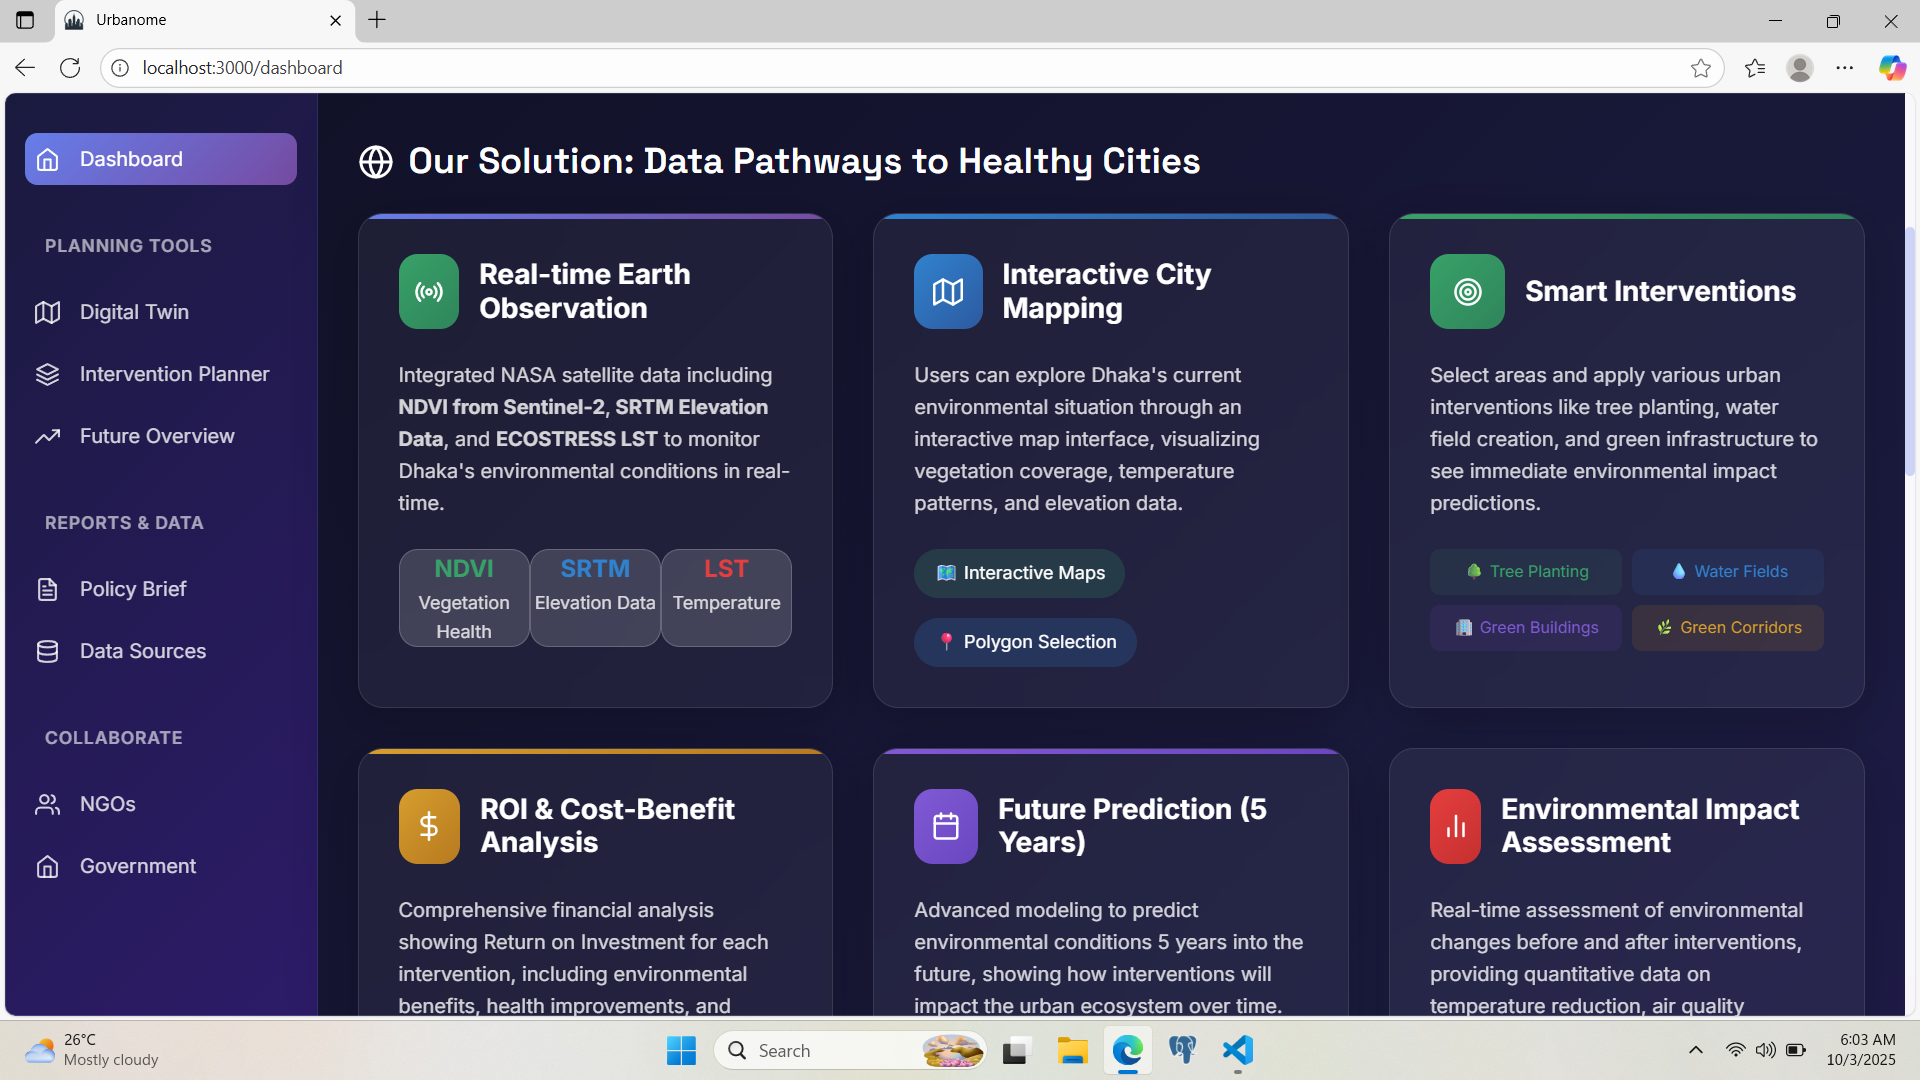 Urbanome
localhost:3000/dashboard
Dashboard
PLANNING TOOLS
Digital Twin
Intervention Planner
Future Overview
REPORTS & DATA
Policy Brief
Data Sources
COLLABORATE
NGOs
Government
Our Solution: Data Pathways to Healthy Cities
Real-time Earth
Observation
Integrated NASA satellite data including
NDVI from Sentinel-2, SRTM Elevation
Data, and ECOSTRESS LST to monitor
Dhaka's environmental conditions in real-
time.
NDVI
Vegetation
Health
SRTM
Elevation Data
LST
Temperature
Interactive City
Mapping
Users can explore Dhaka's current
environmental situation through an
interactive map interface, visualizing
vegetation coverage, temperature
patterns, and elevation data.
Interactive Maps
Polygon Selection
Smart Interventions
Select areas and apply various urban
interventions like tree planting, water
field creation, and green infrastructure to
see immediate environmental impact
predictions.
Tree Planting
Water Fields
Green Buildings
Green Corridors
ROI & Cost-Benefit
Analysis
Comprehensive financial analysis
showing Return on Investment for each
intervention, including environmental
benefits, health improvements, and
Future Prediction (5
Years)
Advanced modeling to predict
environmental conditions 5 years into the
future, showing how interventions will
impact the urban ecosystem over time.
Environmental Impact
Assessment
Real-time assessment of environmental
changes before and after interventions,
providing quantitative data on
temperature reduction, air quality
26°C
Mostly cloudy
Search
6:03 AM
10/3/2025